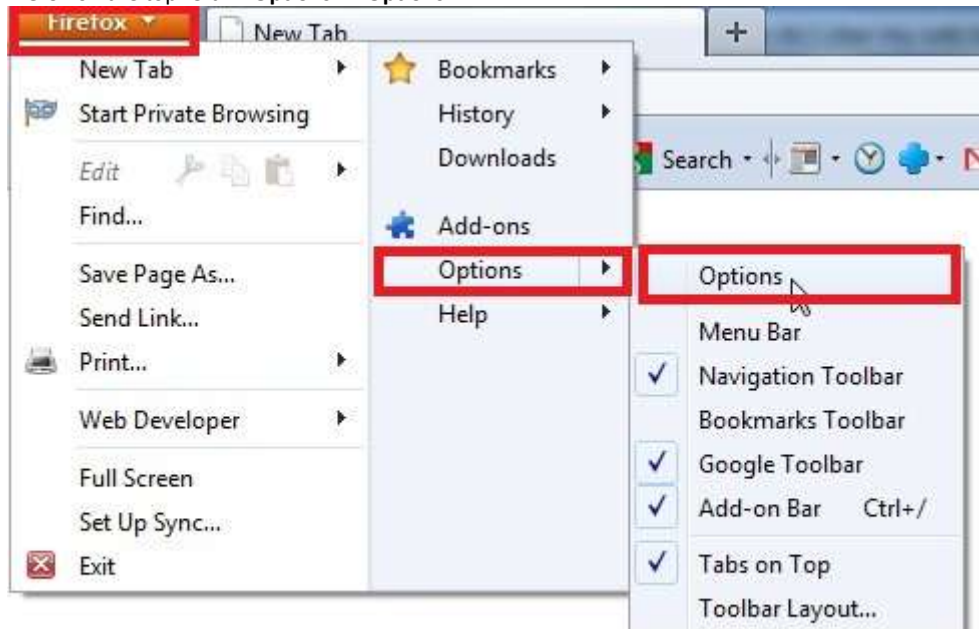 Firefox
New Tab
New Tab
Start Private Browsing
Edit
Find...
Save Page As...
Send Link...
Print...
Web Developer
Full Screen
Set Up Sync...
Exit
Bookmarks
History
Downloads
Add-ons
Options
Help
Search
Options
Menu Bar
Navigation Toolbar
Bookmarks Toolbar
Google Toolbar
Add-on Bar Ctrl+/
Tabs on Top
Toolbar Layout...